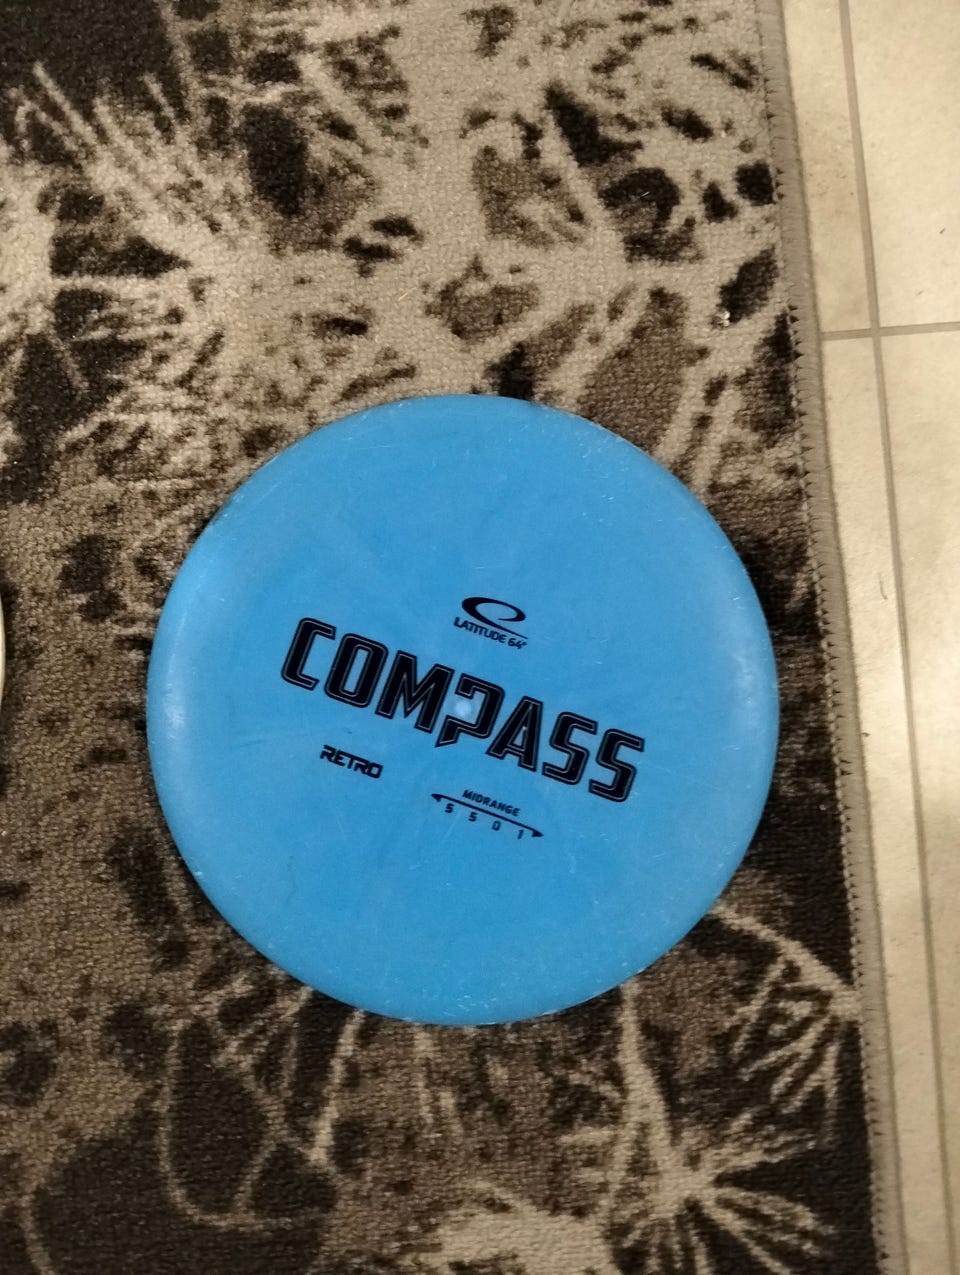 LATITUDE 64°
COMPASS
RETRO
MIDRANGE
5 5 0 1